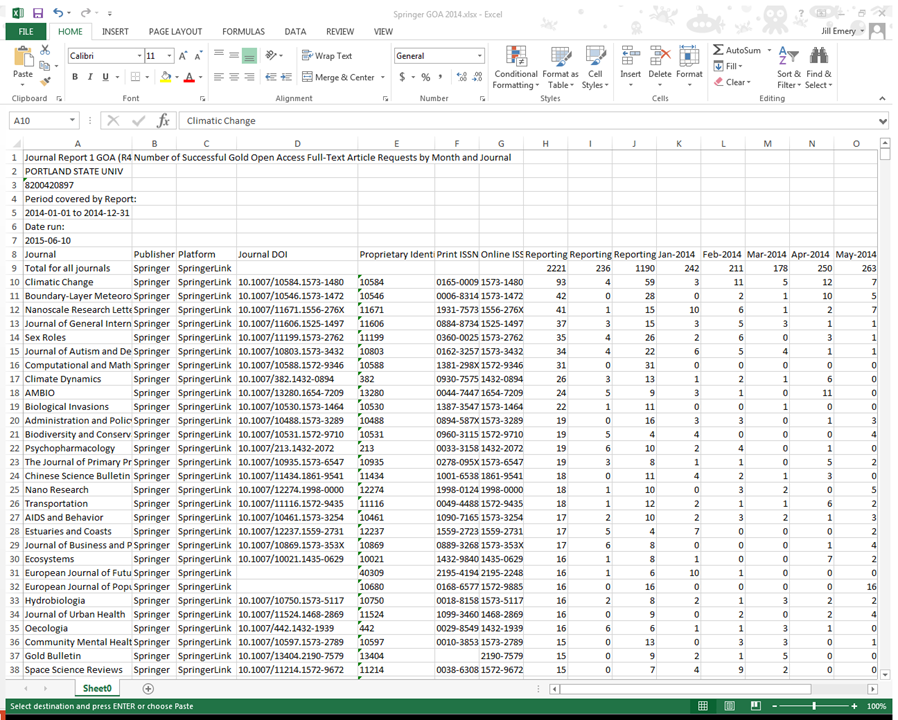 Springer GOA 2014.xlsx - Excel
FILE HOME INSERT PAGE LAYOUT FORMULAS DATA REVIEW VIEW Jill Emery
Paste Calibri 11 Wrap Text General AutoSum
B I U Merge & Center $ % , Conditional Formatting Format as Table Cell Styles Insert Delete Format Fill Clear Sort & Filter Find & Select
Clipboard Font Alignment Number Styles Cells Editing
A10 fx Climatic Change
A B C D E F G H I J K L M N O
1 Journal Report 1 GOA (R4 Number of Successful Gold Open Access Full-Text Article Requests by Month and Journal
2 PORTLAND STATE UNIV
3 8200420897
4 Period covered by Report:
5 2014-01-01 to 2014-12-31
6 Date run:
7 2015-06-10
8 Journal Publisher Platform Journal DOI Proprietary Identi Print ISSN Online ISS Reporting Reporting Reporting Jan-2014 Feb-2014 Mar-2014 Apr-2014 May-2014
9 Total for all journals Springer SpringerLink 2221 236 1190 242 211 178 250 263
10 Climatic Change Springer SpringerLink 10.1007/10584.1573-1480 10584 0165-0009 1573-1480 93 4 59 3 11 5 12 7
11 Boundary-Layer Meteoro Springer SpringerLink 10.1007/10546.1573-1472 10546 0006-8314 1573-1472 42 0 28 0 2 1 10 5
12 Nanoscale Research Lette Springer SpringerLink 10.1007/11671.1556-276X 11671 1931-7573 1556-276X 41 1 15 10 6 1 2 7
13 Journal of General Intern Springer SpringerLink 10.1007/11606.1525-1497 11606 0884-8734 1525-1497 37 3 15 3 5 3 1 1
14 Sex Roles Springer SpringerLink 10.1007/11199.1573-2762 11199 0360-0025 1573-2762 35 4 26 2 6 0 3 1
15 Journal of Autism and De Springer SpringerLink 10.1007/10803.1573-3432 10803 0162-3257 1573-3432 34 4 22 6 5 4 1 1
16 Computational and Math Springer SpringerLink 10.1007/10588.1572-9346 10588 1381-298X 1572-9346 31 0 31 0 0 0 0 0
17 Climate Dynamics Springer SpringerLink 10.1007/382.1432-0894 382 0930-7575 1432-0894 26 3 13 1 2 1 6 0
18 AMBIO Springer SpringerLink 10.1007/13280.1654-7209 13280 0044-7447 1654-7209 24 5 9 3 1 0 11 0
19 Biological Invasions Springer SpringerLink 10.1007/10530.1573-1464 10530 1387-3547 1573-1464 22 1 11 0 0 1 0 0
20 Administration and Policy Springer SpringerLink 10.1007/10488.1573-3289 10488 0894-587X 1573-3289 19 0 16 3 3 0 1 3
21 Biodiversity and Conserv Springer SpringerLink 10.1007/10531.1572-9710 10531 0960-3115 1572-9710 19 5 4 4 0 0 0 4
22 Psychopharmacology Springer SpringerLink 10.1007/213.1432-2072 213 0033-3158 1432-2072 19 6 10 2 4 0 1 0
23 The Journal of Primary Pr Springer SpringerLink 10.1007/10935.1573-6547 10935 0278-095X 1573-6547 19 3 8 1 1 0 5 2
24 Chinese Science Bulletin Springer SpringerLink 10.1007/11434.1861-9541 11434 1001-6538 1861-9541 18 0 11 4 2 1 3 0
25 Nano Research Springer SpringerLink 10.1007/12274.1998-0000 12274 1998-0124 1998-0000 18 1 10 0 3 2 0 5
26 Transportation Springer SpringerLink 10.1007/11116.1572-9435 11116 0049-4488 1572-9435 18 1 12 2 1 1 6 2
27 AIDS and Behavior Springer SpringerLink 10.1007/10461.1573-3254 10461 1090-7165 1573-3254 17 2 10 2 3 2 1 3
28 Estuaries and Coasts Springer SpringerLink 10.1007/12237.1559-2731 12237 1559-2723 1559-2731 17 5 4 7 0 0 0 2
29 Journal of Business and P Springer SpringerLink 10.1007/10869.1573-353X 10869 0889-3268 1573-353X 17 6 8 0 0 0 1 4
30 Ecosystems Springer SpringerLink 10.1007/10021.1435-0629 10021 1432-9840 1435-0629 16 1 8 1 0 0 7 2
31 European Journal of Futu Springer SpringerLink 40309 2195-4194 2195-2248 16 1 6 10 1 0 0 0
32 European Journal of Popu Springer SpringerLink 10680 0168-6577 1572-9885 16 0 16 0 0 0 0 16
33 Hydrobiologia Springer SpringerLink 10.1007/10750.1573-5117 10750 0018-8158 1573-5117 16 2 8 2 1 3 2 2
34 Journal of Urban Health Springer SpringerLink 10.1007/11524.1468-2869 11524 1099-3460 1468-2869 16 0 9 0 2 0 2 4
35 Oecologia Springer SpringerLink 10.1007/442.1432-1939 442 0029-8549 1432-1939 16 6 6 1 1 3 1 0
36 Community Mental Healt Springer SpringerLink 10.1007/10597.1573-2789 10597 0010-3853 1573-2789 15 0 13 0 3 3 0 1
37 Gold Bulletin Springer SpringerLink 10.1007/13404.2190-7579 13404 2190-7579 15 0 9 2 1 5 0 0
38 Space Science Reviews Springer SpringerLink 10.1007/11214.1572-9672 11214 0038-6308 1572-9672 15 0 7 4 9 2 0 0
Sheet0
Select destination and press ENTER or choose Paste 100%